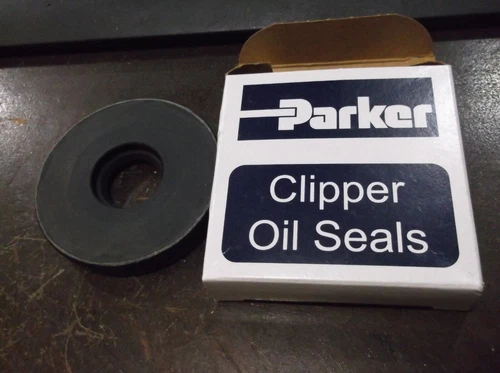 Parker
Clipper
Oil Seals